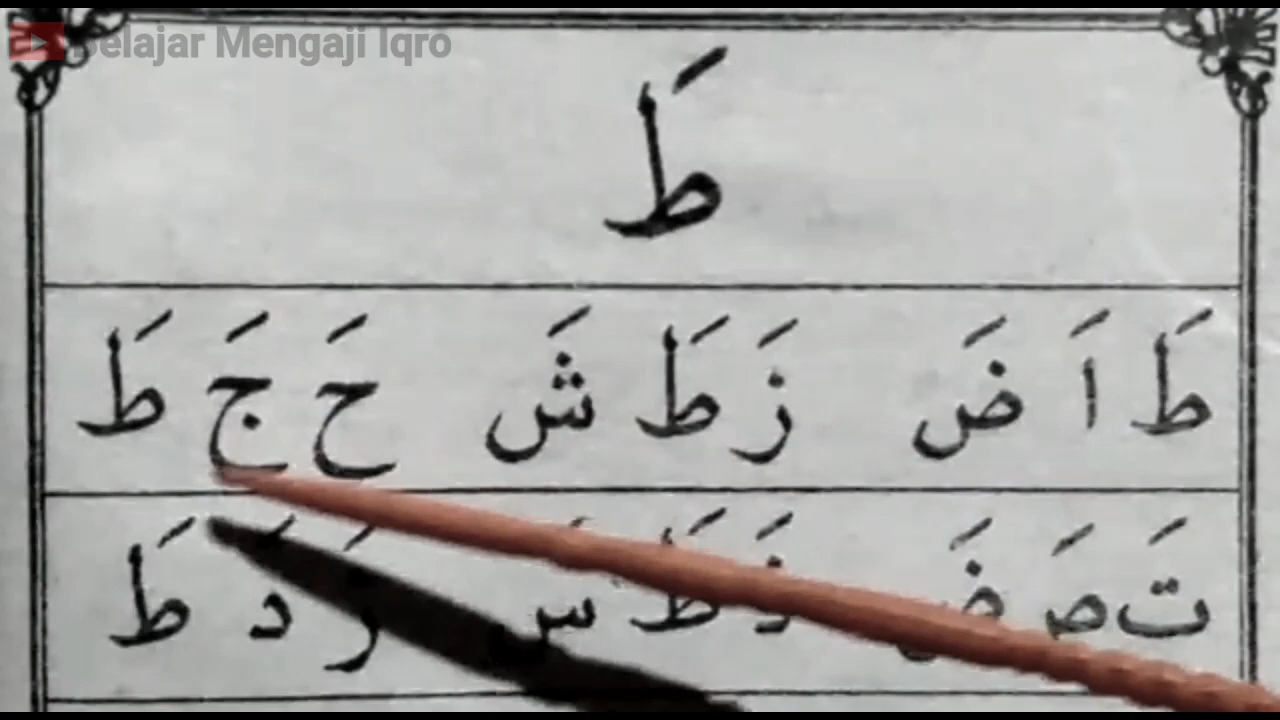 Belajar Mengaji Iqro
طَ
طَ اَ ضَ زَ طَ شَ حَ جَ طَ
تَ صَ ضَ ذَ طَ سَ رَ دَ طَ